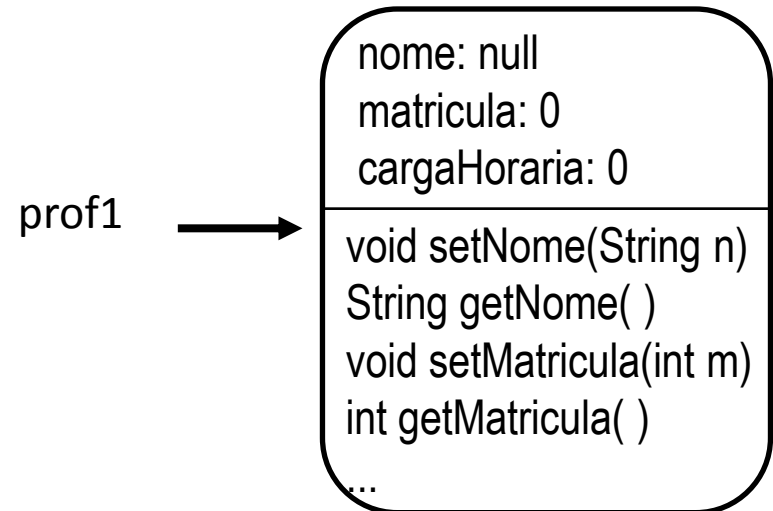 nome: null
matricula: 0
cargaHoraria: 0
prof1
void setNome(String n)
String getNome( )
void setMatricula(int m)
int getMatricula( )
...